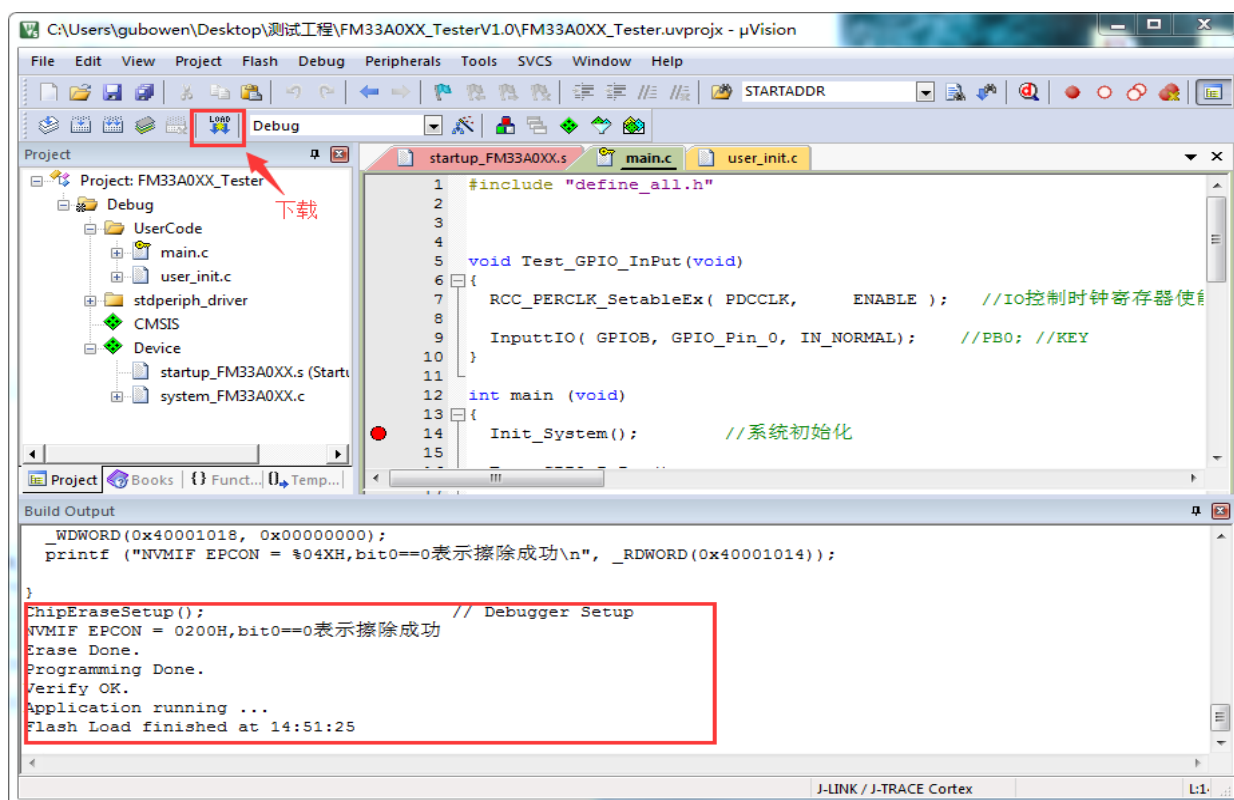 C:\Users\gubowen\Desktop\测试工程\FM33A0XX_TesterV1.0\FM33A0XX_Tester.uvprojx - µVision
File Edit View Project Flash Debug Peripherals Tools SVCS Window Help
STARTADDR
LOAD Debug
Project
下载
Project: FM33A0XX_Tester
Debug
UserCode
main.c
user_init.c
stdperiph_driver
CMSIS
Device
startup_FM33A0XX.s (Startu
system_FM33A0XX.c
Project Books {} Funct... Temp...
startup_FM33A0XX.s main.c user_init.c
1 #include "define_all.h"
2
3
4
5 void Test_GPIO_InPut(void)
6 {
7 RCC_PERCLK_SetableEx( PDCCLK, ENABLE ); //IO控制时钟寄存器使
8
9 InputtIO( GPIOB, GPIO_Pin_0, IN_NORMAL); //PB0; //KEY
10 }
11
12 int main (void)
13 {
14 Init_System(); //系统初始化
15
Build Output
_WDWORD(0x40001018, 0x00000000);
printf ("NVMIF EPCON = %04XH,bit0==0表示擦除成功\n", _RDWORD(0x40001014));
}
ChipEraseSetup(); // Debugger Setup
NVMIF EPCON = 0200H,bit0==0表示擦除成功
Erase Done.
Programming Done.
Verify OK.
Application running ...
Flash Load finished at 14:51:25
J-LINK / J-TRACE Cortex
L:1